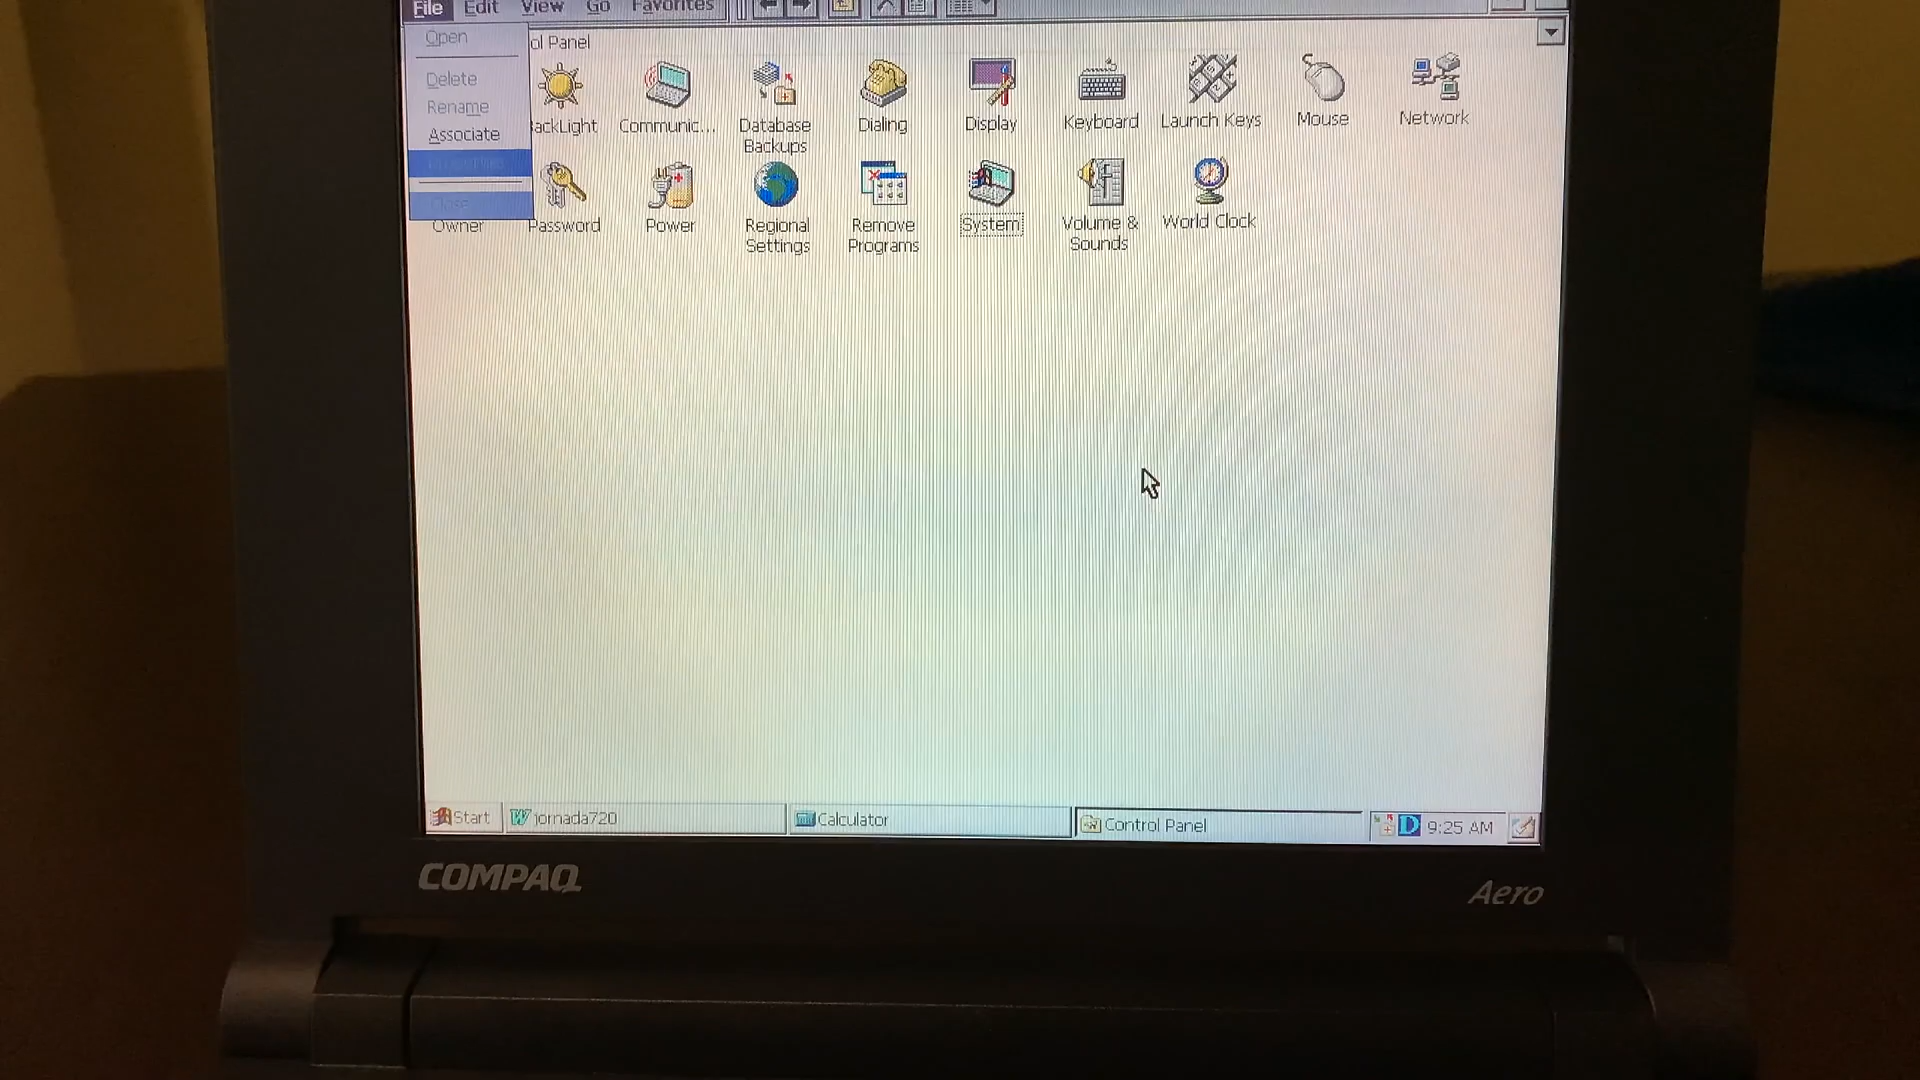 File Edit View Go Favorites
Open
ol Panel
Delete
Rename
Associate
Close
ackLight Communic... Database Backups Dialing Display Keyboard Launch Keys Mouse Network
Owner Password Power Regional Settings Remove Programs System Volume & Sounds World Clock
Start jornada720 Calculator Control Panel D 9:25 AM
COMPAQ Aero